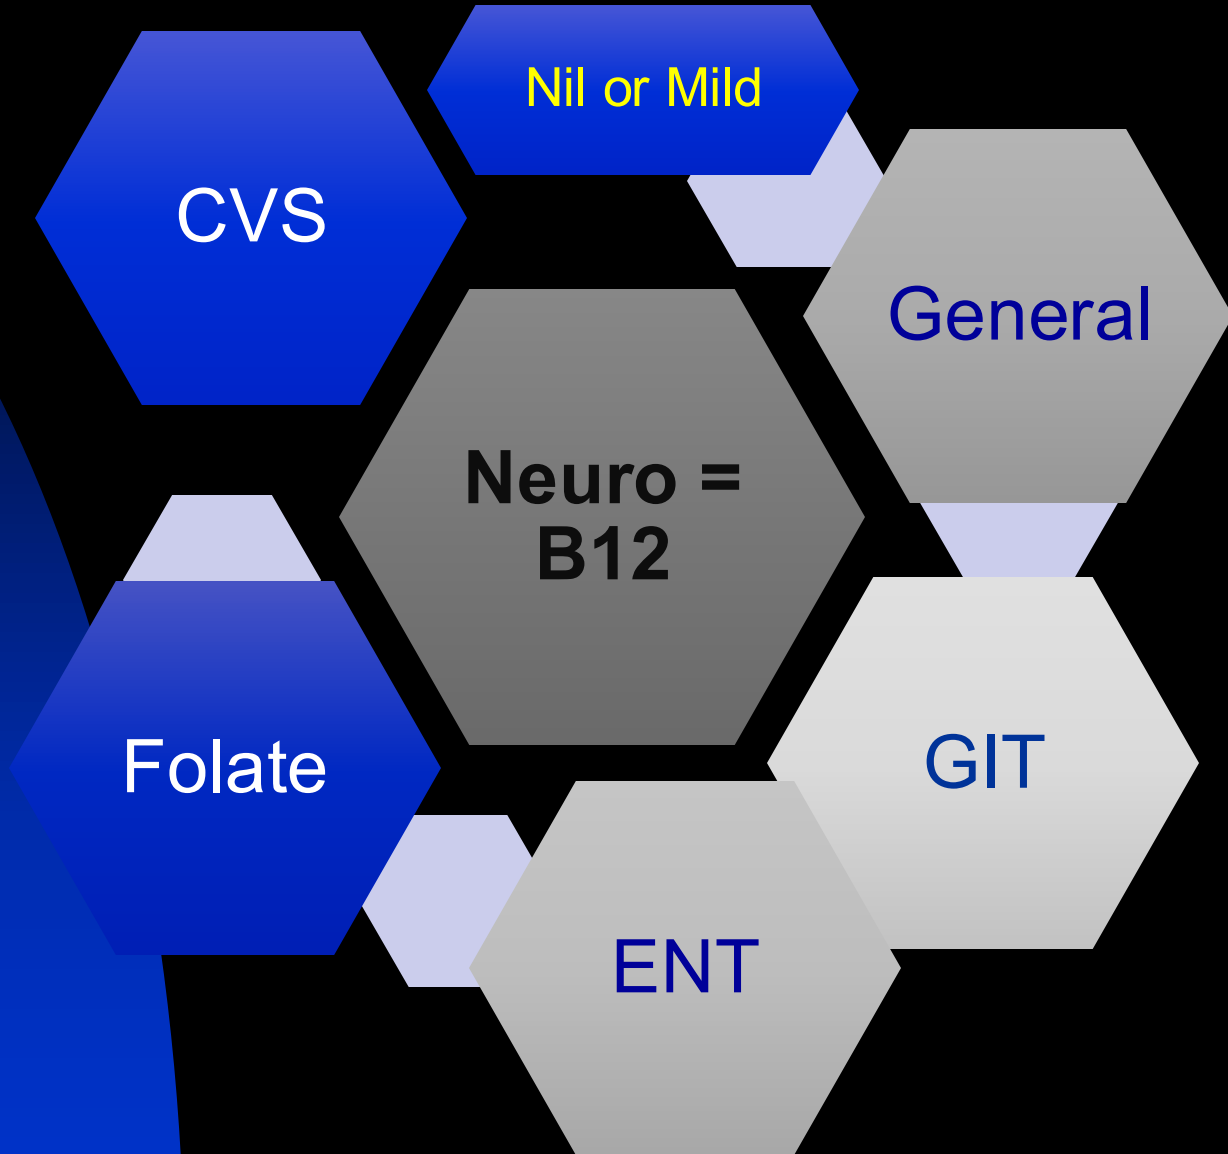 Nil or Mild
CVS
General
Neuro =
B12
Folate
GIT
ENT